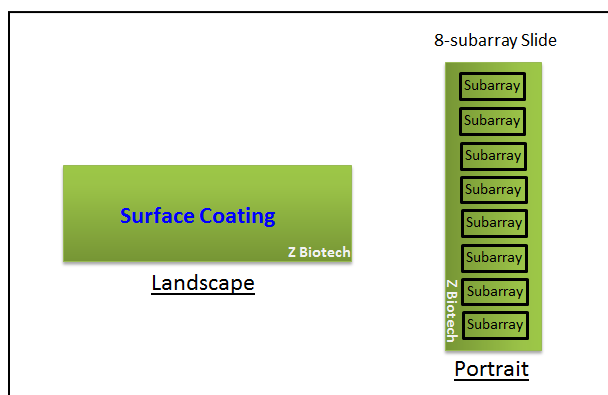 8-subarray Slide
Subarray
Subarray
Subarray
Subarray
Subarray
Subarray
Subarray
Subarray
Z Biotech
Portrait
Surface Coating
Z Biotech
Landscape